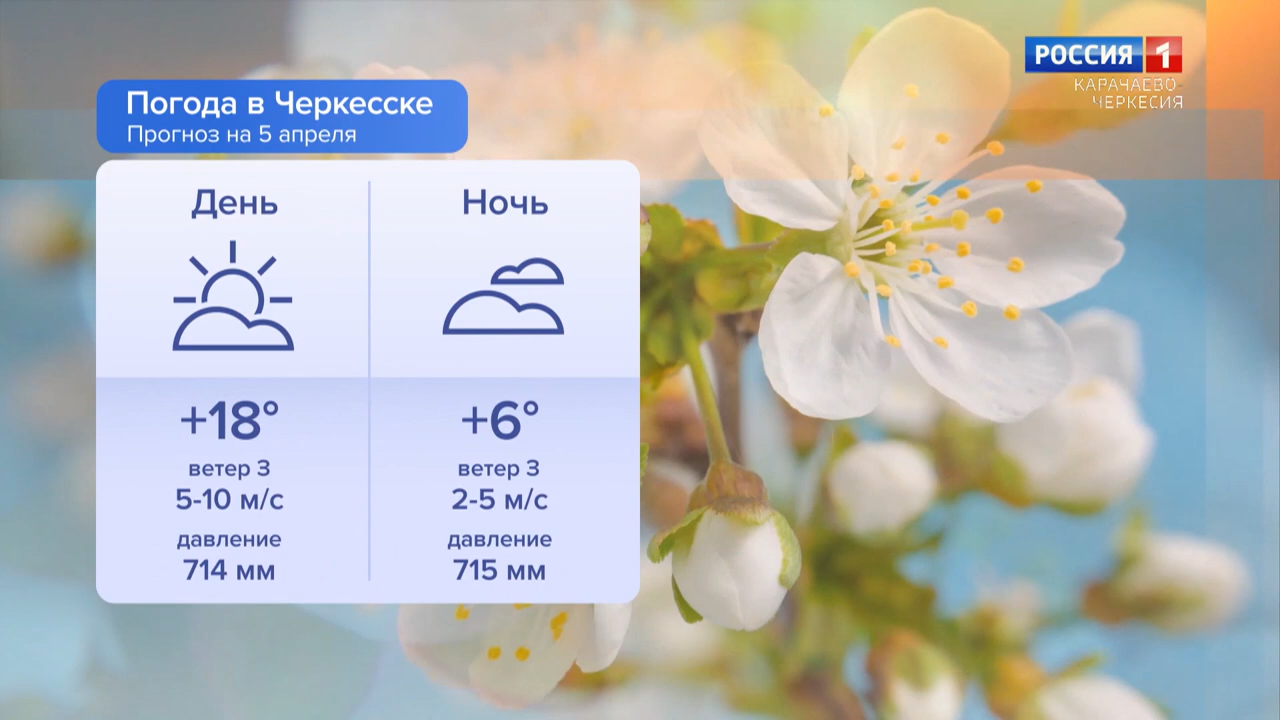 Погода в Черкесске
Прогноз на 5 апреля
РОССИЯ 1
КАРАЧАЕВО-
ЧЕРКЕСИЯ
День
+18°
ветер З
5-10 м/с
давление
714 мм
Ночь
+6°
ветер З
2-5 м/с
давление
715 мм